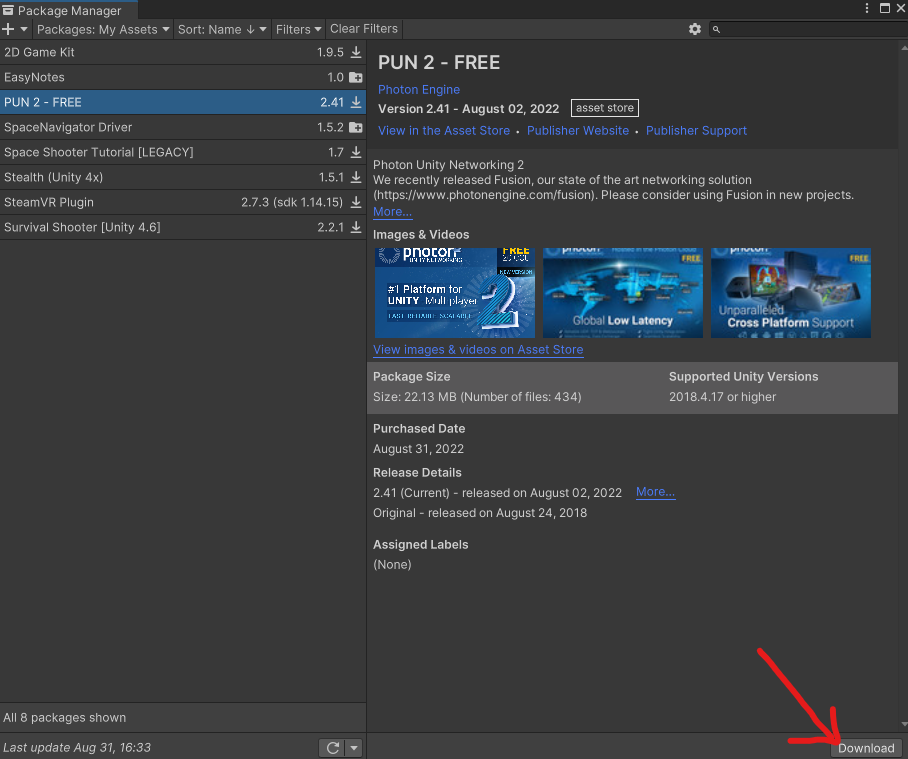 Package Manager
Packages: My Assets Sort: Name ↓ Filters Clear Filters
2D Game Kit 1.9.5
EasyNotes 1.0
PUN 2 - FREE 2.41
SpaceNavigator Driver 1.5.2
Space Shooter Tutorial [LEGACY] 1.7
Stealth (Unity 4x) 1.5.1
SteamVR Plugin 2.7.3 (sdk 1.14.15)
Survival Shooter [Unity 4.6] 2.2.1
All 8 packages shown
Last update Aug 31, 16:33
PUN 2 - FREE
Photon Engine
Version 2.41 - August 02, 2022 asset store
View in the Asset Store • Publisher Website • Publisher Support
Photon Unity Networking 2
We recently released Fusion, our state of the art networking solution
(https://www.photonengine.com/fusion). Please consider using Fusion in new projects.
More...
Images & Videos
photon
UNITY NETWORKING
FREE
20 CCU
NEW VERSION
#1 Platform for
UNITY Multiplayer
FAST RELIABLE SCALABLE
2
photon
FREE
Global Low Latency
photon
FREE
Unparalleled
Cross Platform Support
View images & videos on Asset Store
Package Size Supported Unity Versions
Size: 22.13 MB (Number of files: 434) 2018.4.17 or higher
Purchased Date
August 31, 2022
Release Details
2.41 (Current) - released on August 02, 2022 More...
Original - released on August 24, 2018
Assigned Labels
(None)
Download